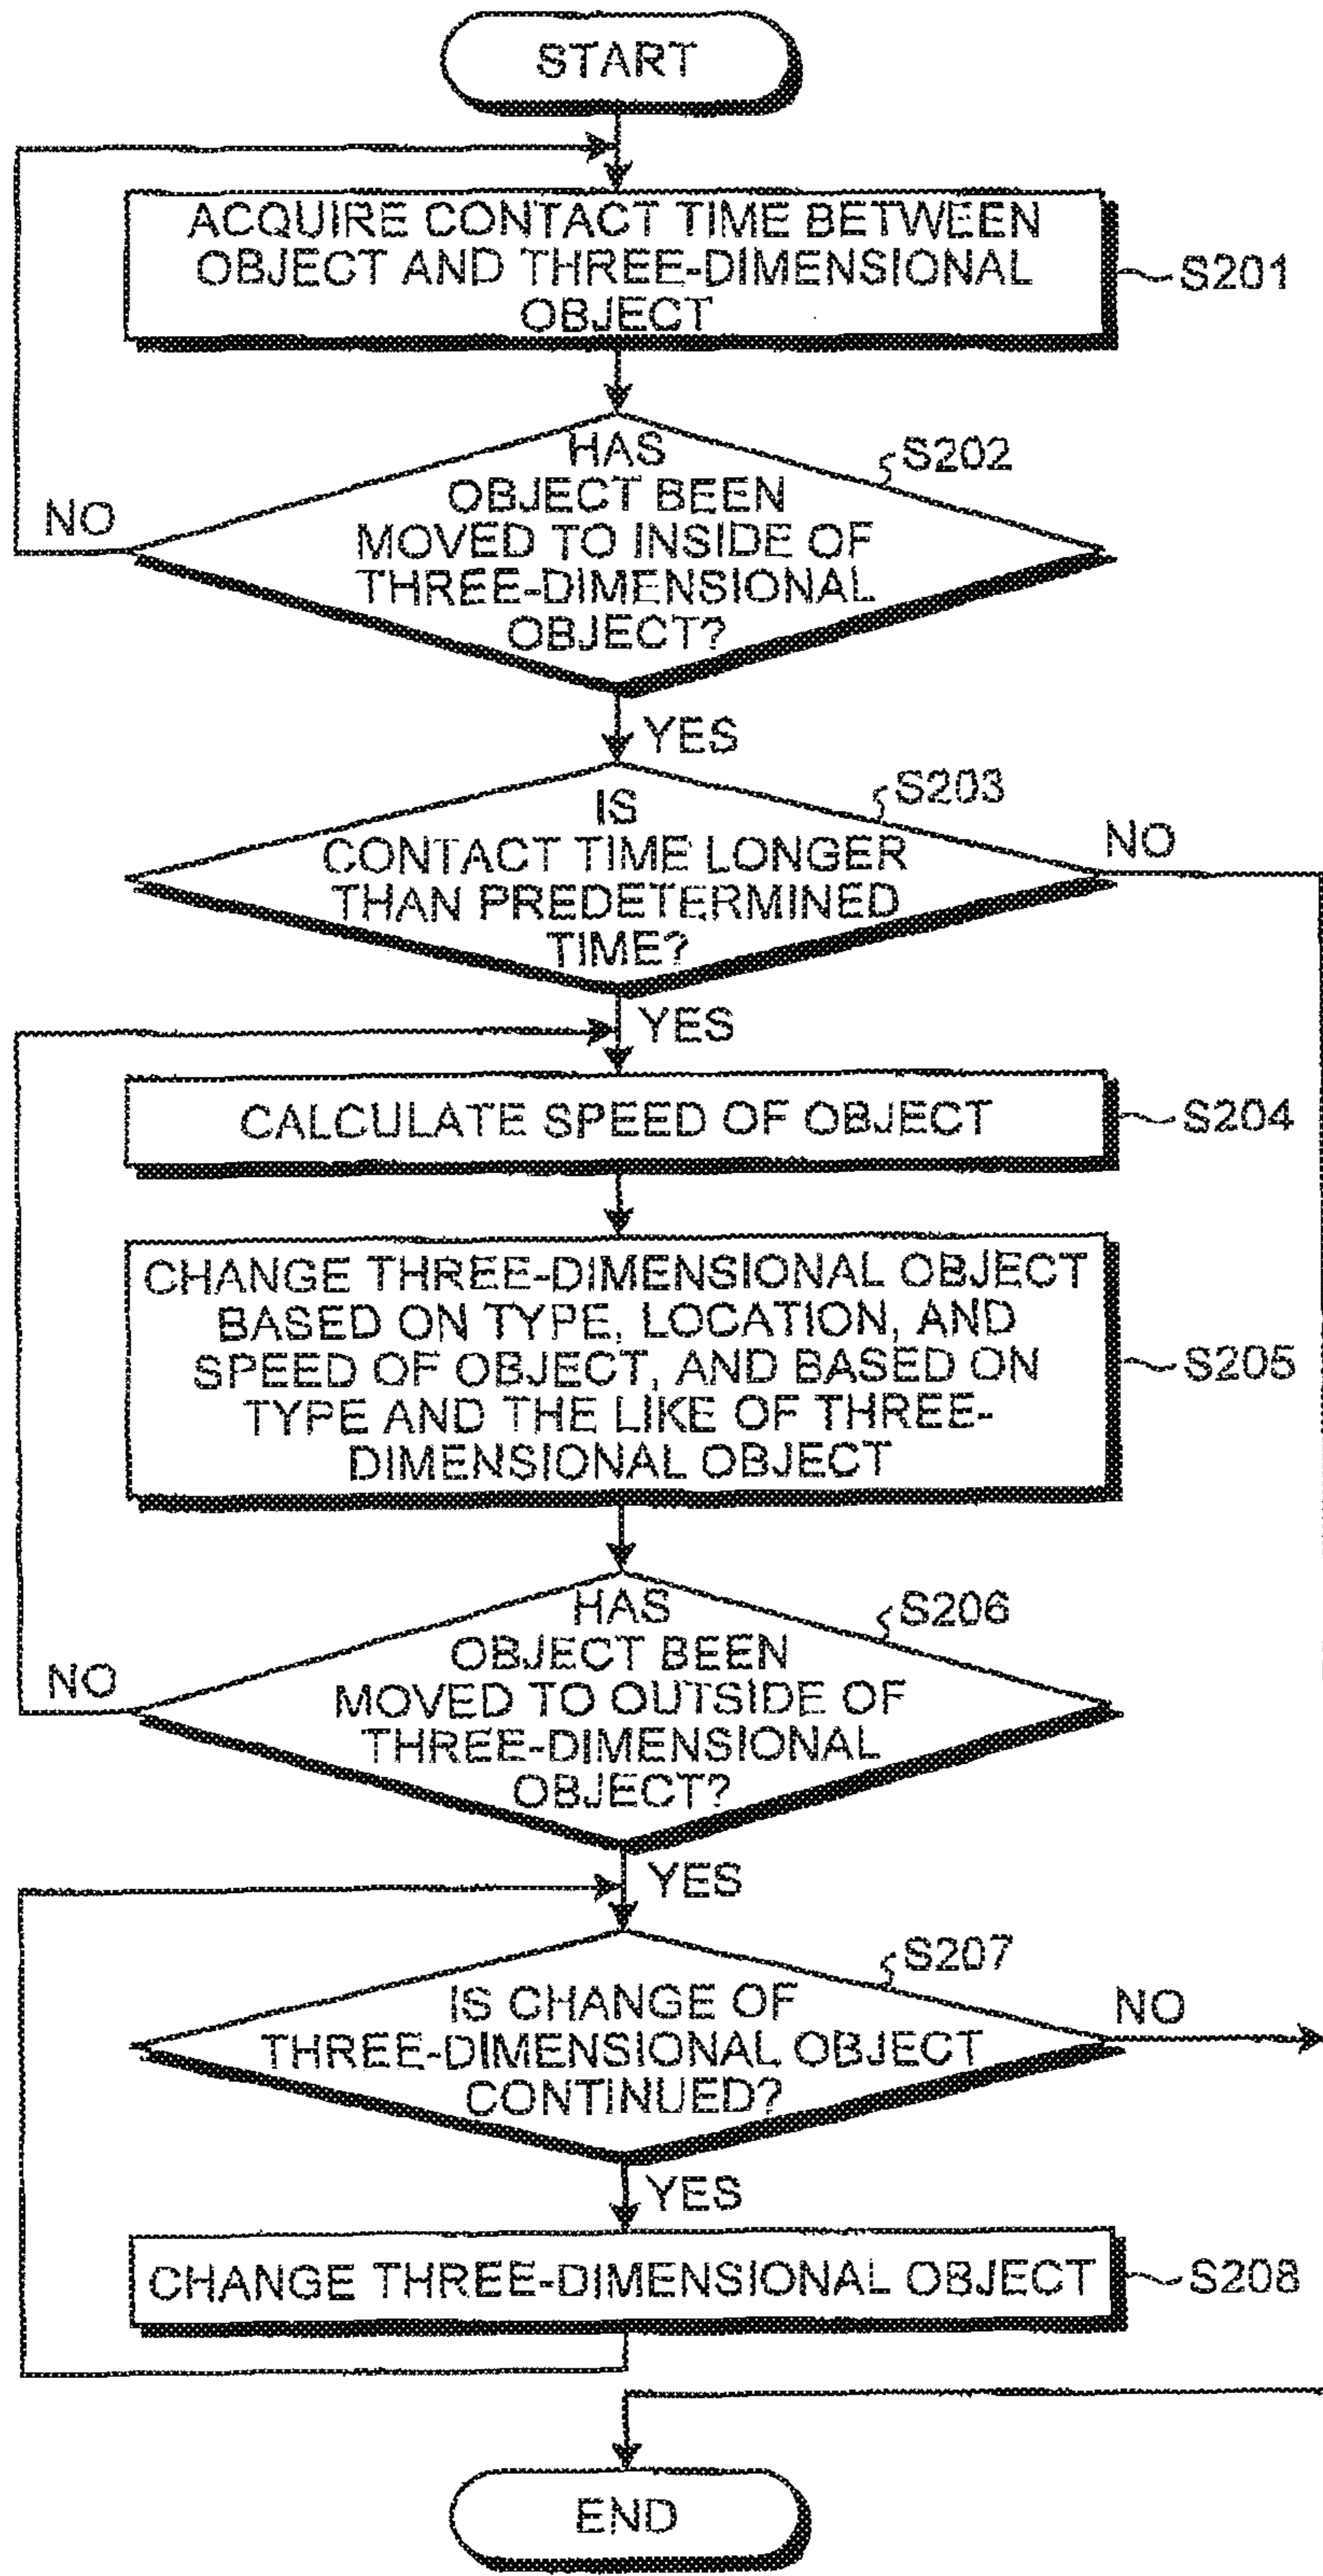 START
ACQUIRE CONTACT TIME BETWEEN
OBJECT AND THREE-DIMENSIONAL
OBJECT
S201
HAS
OBJECT BEEN
MOVED TO INSIDE OF
THREE-DIMENSIONAL
OBJECT?
S202
NO
YES
IS
CONTACT TIME LONGER
THAN PREDETERMINED
TIME?
S203
NO
YES
CALCULATE SPEED OF OBJECT
S204
CHANGE THREE-DIMENSIONAL OBJECT
BASED ON TYPE, LOCATION, AND
SPEED OF OBJECT, AND BASED ON
TYPE AND THE LIKE OF THREE-
DIMENSIONAL OBJECT
S205
HAS
OBJECT BEEN
MOVED TO OUTSIDE OF
THREE-DIMENSIONAL
OBJECT?
S206
NO
YES
IS CHANGE OF
THREE-DIMENSIONAL OBJECT
CONTINUED?
S207
NO
YES
CHANGE THREE-DIMENSIONAL OBJECT
S208
END